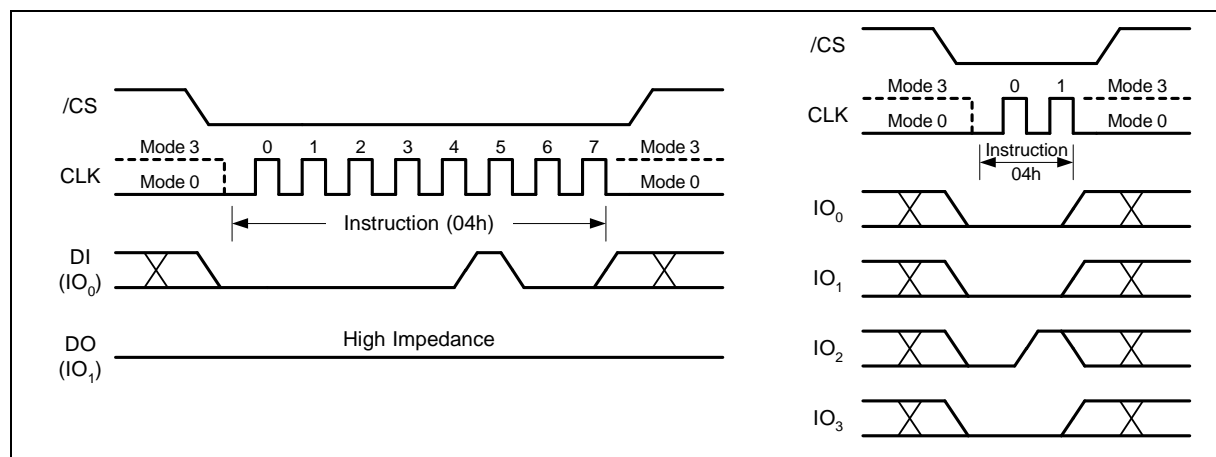 /CS
CLK
Mode 3
Mode 0
0 1 2 3 4 5 6 7
Mode 3
Mode 0
Instruction (04h)
DI
(IO0)
DO
(IO1)
High Impedance
/CS
CLK
Mode 3
Mode 0
0 1
Mode 3
Mode 0
Instruction
04h
IO0
IO1
IO2
IO3